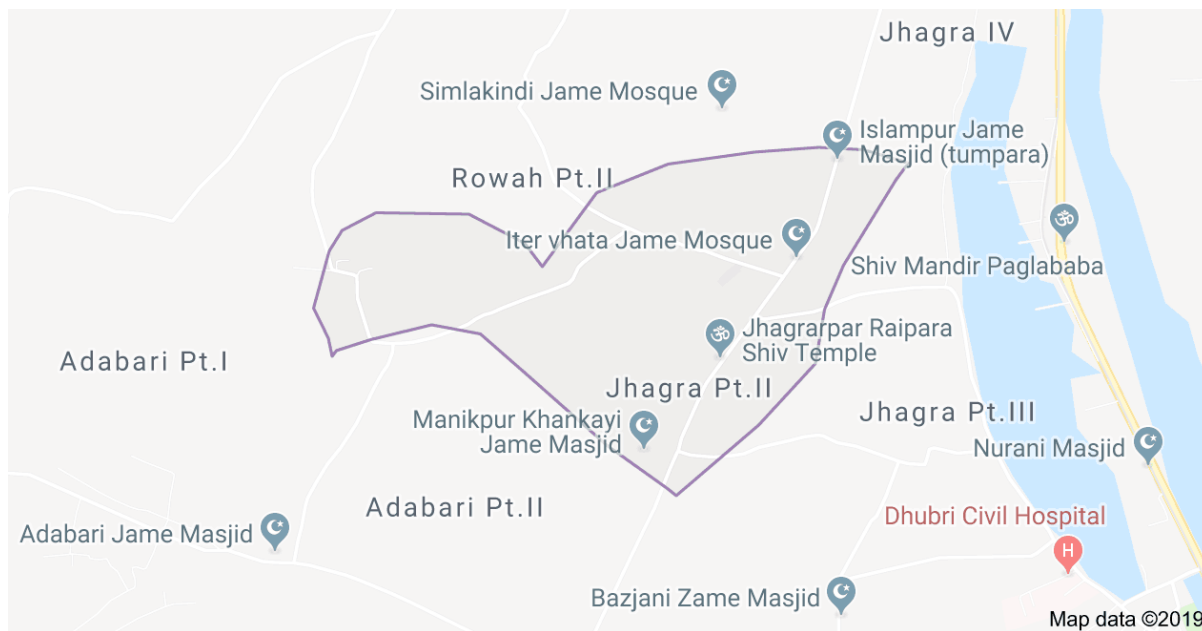 Jhagra IV
Simlakindi Jame Mosque
Islampur Jame
Masjid (tumpara)
Rowah Pt.II
Iter vhata Jame Mosque
Shiv Mandir Paglababa
Jhagrarpar Raipara
Shiv Temple
Adabari Pt.I
Jhagra Pt.II
Jhagra Pt.III
Manikpur Khankayi
Jame Masjid
Nurani Masjid
Adabari Pt.II
Dhubri Civil Hospital
Adabari Jame Masjid
H
Bazjani Zame Masjid
Map data ©2019